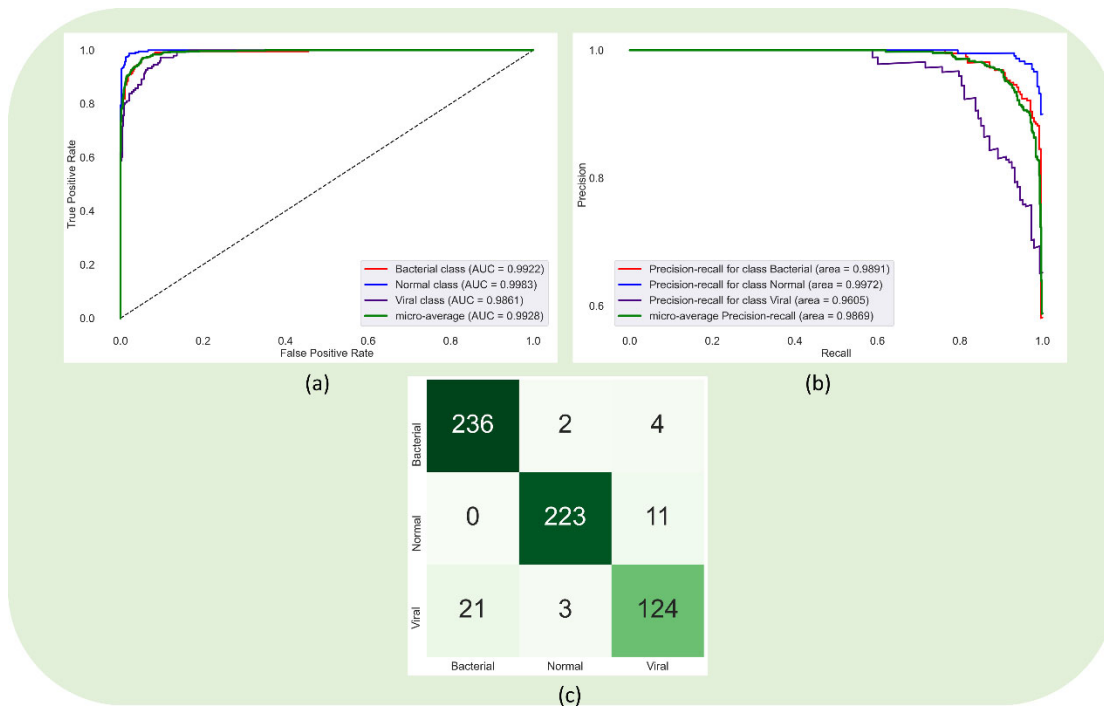 1.0
0.8
0.6
0.4
0.2
0.0
True Positive Rate
Bacterial class (AUC = 0.9922)
Normal class (AUC = 0.9983)
Viral class (AUC = 0.9861)
micro-average (AUC = 0.9928)
0.0 0.2 0.4 0.6 0.8 1.0
False Positive Rate
(a)
1.0
0.8
0.6
Precision
Precision-recall for class Bacterial (area = 0.9891)
Precision-recall for class Normal (area = 0.9972)
Precision-recall for class Viral (area = 0.9605)
micro-average Precision-recall (area = 0.9869)
0.0 0.2 0.4 0.6 0.8 1.0
Recall
(b)
Bacterial
236 2 4
Normal
0 223 11
Viral
21 3 124
Bacterial Normal Viral
(c)